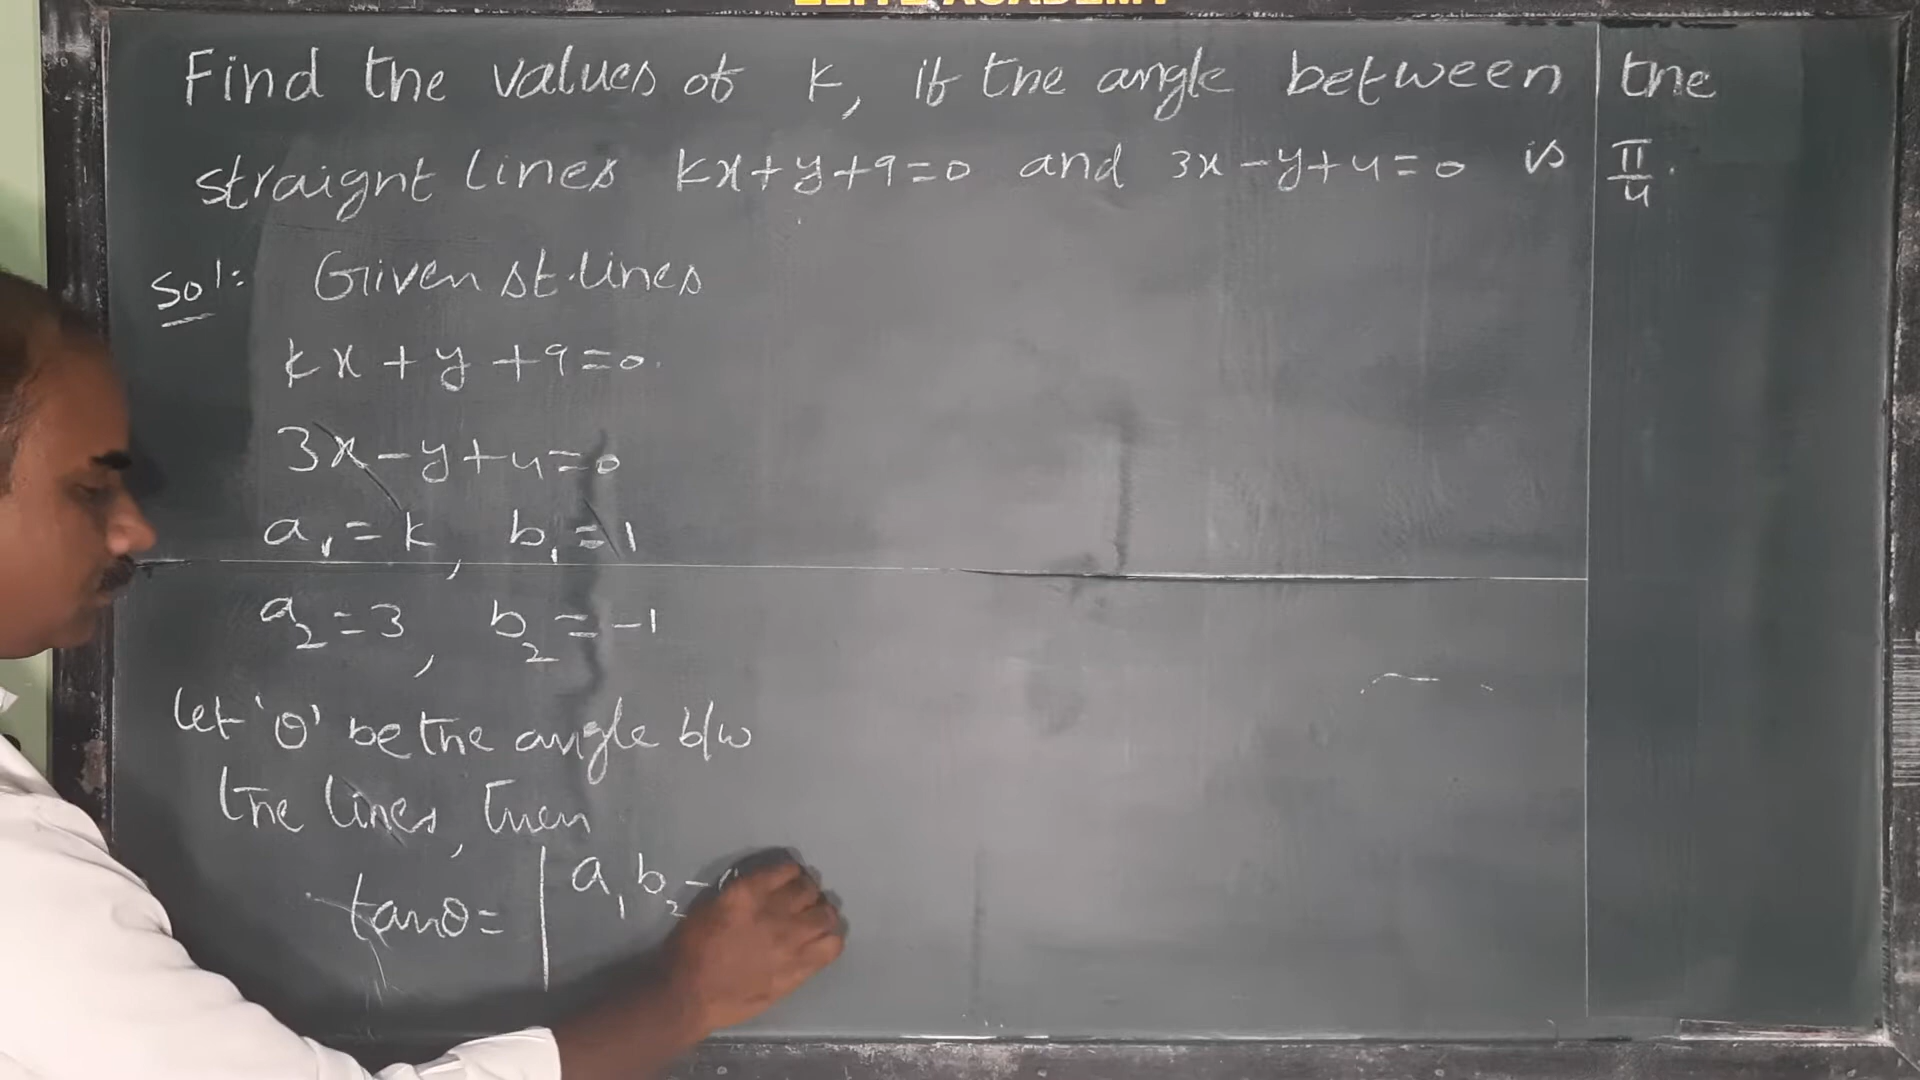 ELITE ACADEMY
Find the values of k, if the angle between the
straight lines kx+y+9=0 and 3x-y+4=0 is π/4.
Sol: Given st.lines
kx+y+9=0.
3x-y+4=0
a₁=k, b₁=1
a₂=3, b₂=-1
Let 'θ' be the angle b/w
the lines, then
tanθ= | a₁b₂-